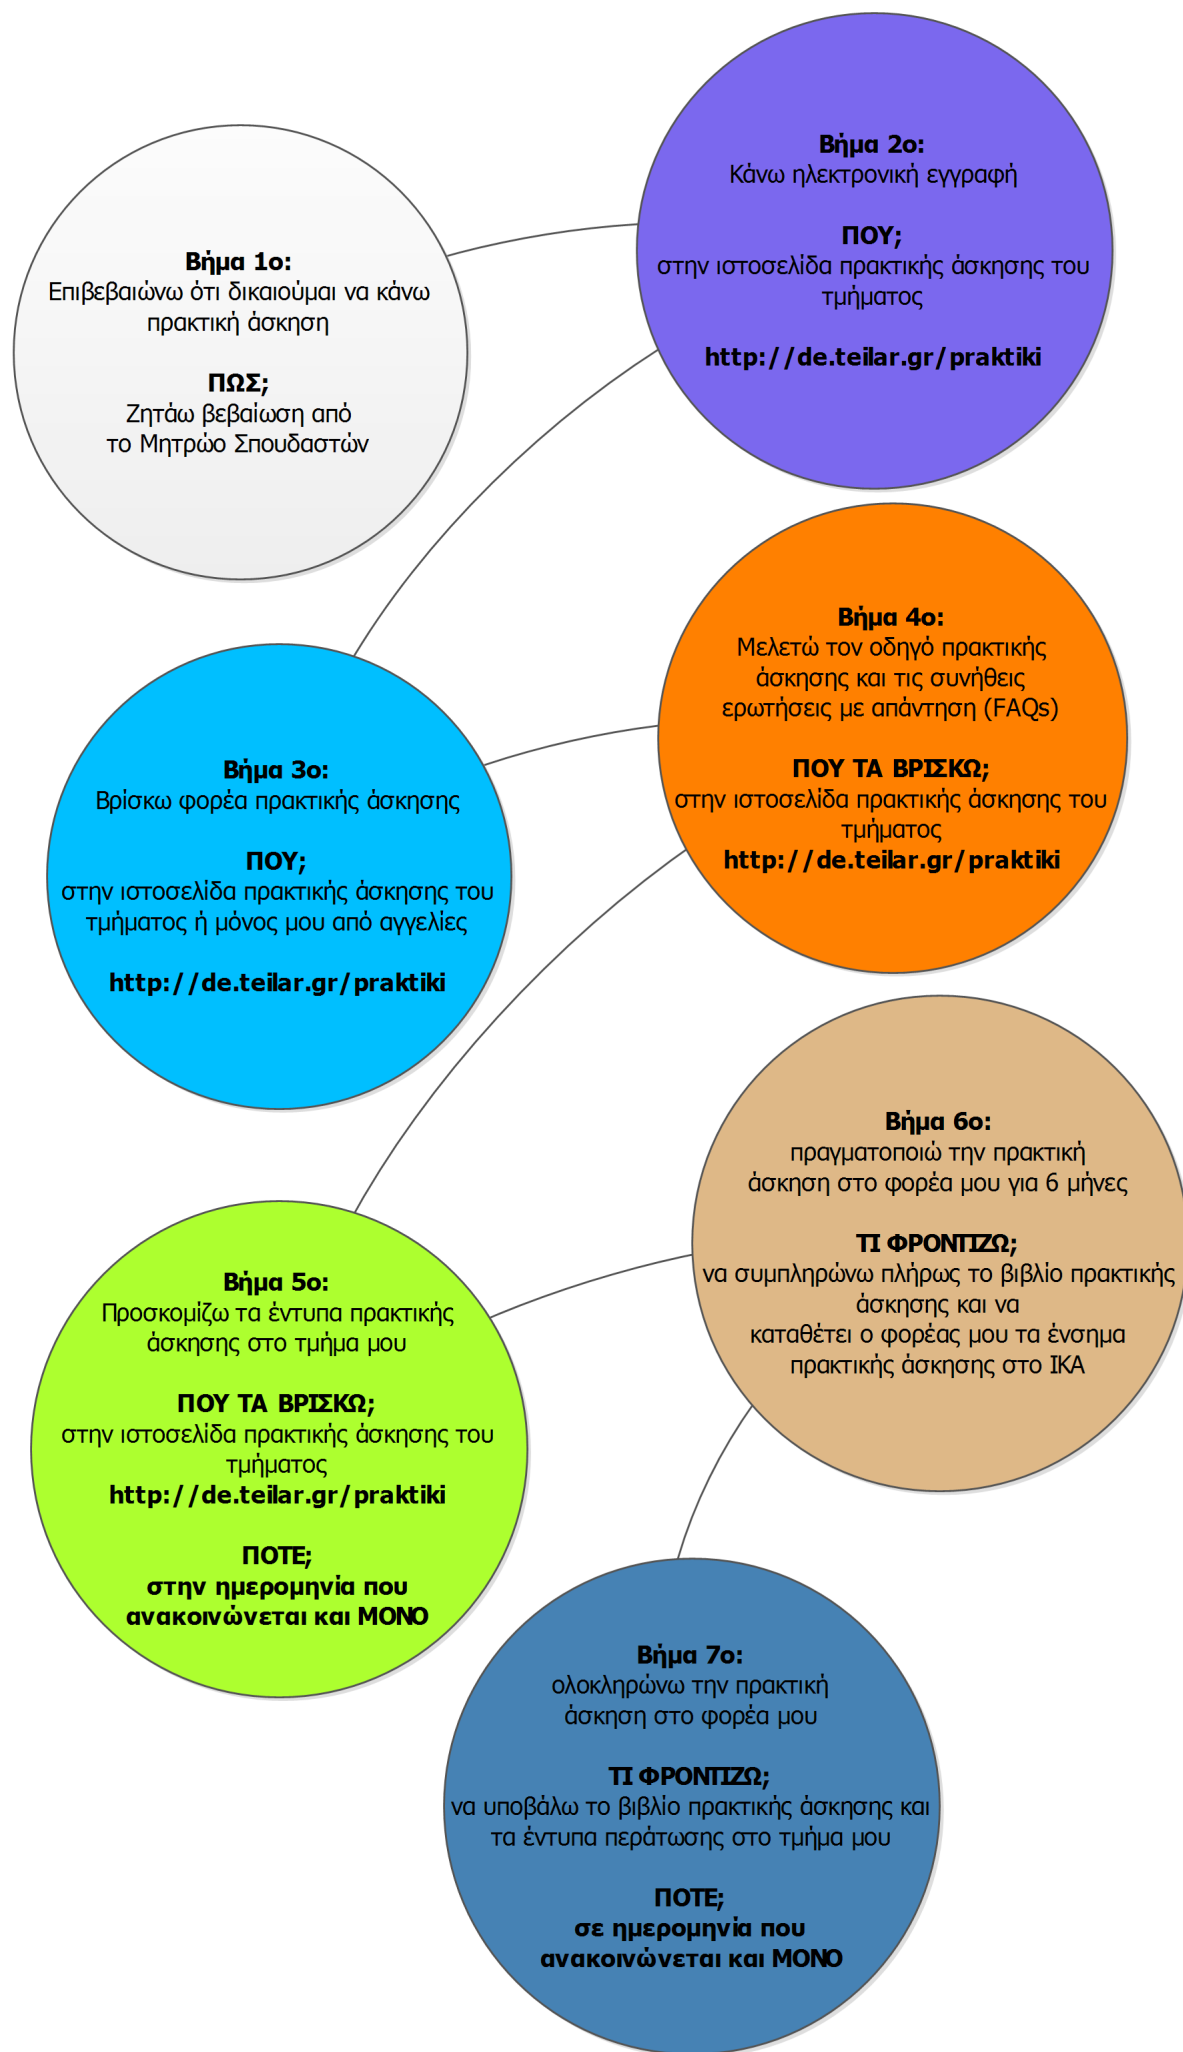 Βήμα 1ο:
Επιβεβαιώνω ότι δικαιούμαι να κάνω
πρακτική άσκηση
ΠΩΣ;
Ζητάω βεβαίωση από
το Μητρώο Σπουδαστών
Βήμα 2ο:
Κάνω ηλεκτρονική εγγραφή
ΠΟΥ;
στην ιστοσελίδα πρακτικής άσκησης του
τμήματος
http://de.teilar.gr/praktiki
Βήμα 3ο:
Βρίσκω φορέα πρακτικής άσκησης
ΠΟΥ;
στην ιστοσελίδα πρακτικής άσκησης του
τμήματος ή μόνος μου από αγγελίες
http://de.teilar.gr/praktiki
Βήμα 4ο:
Μελετώ τον οδηγό πρακτικής
άσκησης και τις συνήθεις
ερωτήσεις με απάντηση (FAQs)
ΠΟΥ ΤΑ ΒΡΙΣΚΩ;
στην ιστοσελίδα πρακτικής άσκησης του
τμήματος
http://de.teilar.gr/praktiki
Βήμα 5ο:
Προσκομίζω τα έντυπα πρακτικής
άσκησης στο τμήμα μου
ΠΟΥ ΤΑ ΒΡΙΣΚΩ;
στην ιστοσελίδα πρακτικής άσκησης του
τμήματος
http://de.teilar.gr/praktiki
ΠΟΤΕ;
στην ημερομηνία που
ανακοινώνεται και ΜΟΝΟ
Βήμα 6ο:
πραγματοποιώ την πρακτική
άσκηση στο φορέα μου για 6 μήνες
ΤΙ ΦΡΟΝΤΙΖΩ;
να συμπληρώνω πλήρως το βιβλίο πρακτικής
άσκησης και να
καταθέτει ο φορέας μου τα ένσημα
πρακτικής άσκησης στο ΙΚΑ
Βήμα 7ο:
ολοκληρώνω την πρακτική
άσκηση στο φορέα μου
ΤΙ ΦΡΟΝΤΙΖΩ;
να υποβάλω το βιβλίο πρακτικής άσκησης και
τα έντυπα περάτωσης στο τμήμα μου
ΠΟΤΕ;
σε ημερομηνία που
ανακοινώνεται και ΜΟΝΟ